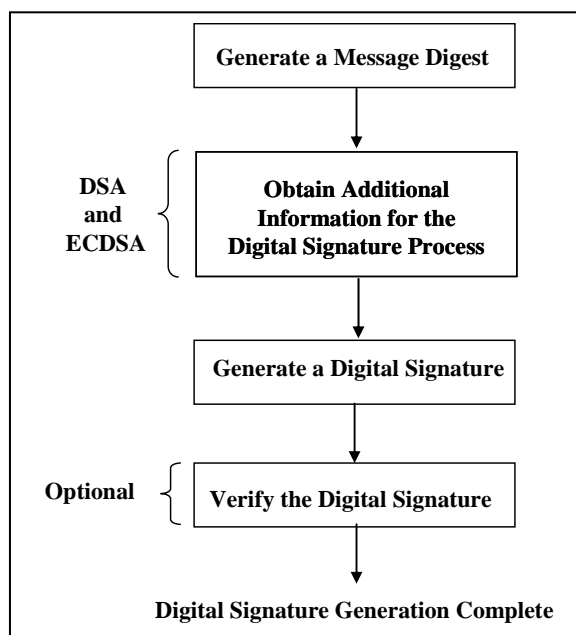 Generate a Message Digest
DSA
and
ECDSA
Obtain Additional
Information for the
Digital Signature Process
Generate a Digital Signature
Optional
Verify the Digital Signature
Digital Signature Generation Complete